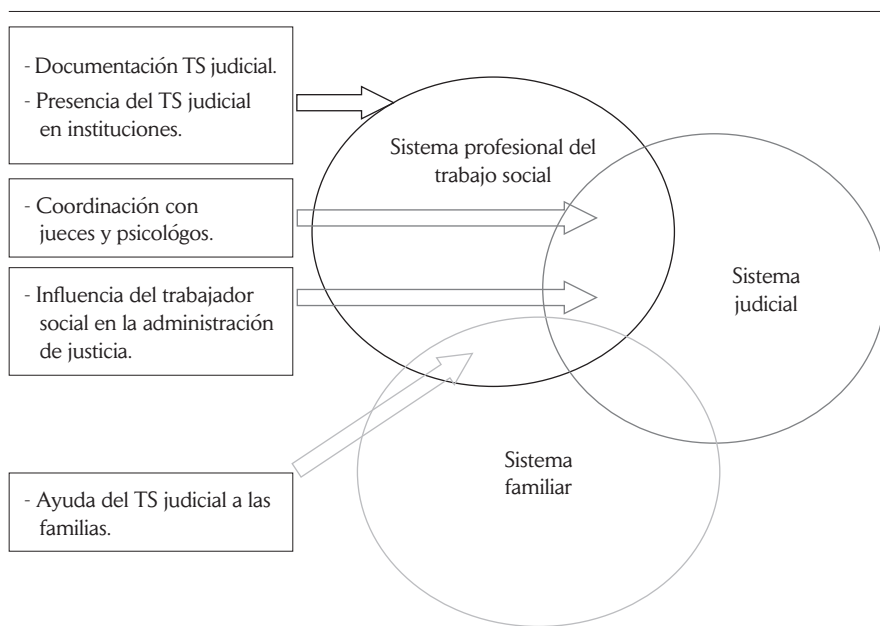 - Documentación TS judicial.
- Presencia del TS judicial
en instituciones.
Sistema profesional del
trabajo social
- Coordinación con
jueces y psicológos.
- Influencia del trabajador
social en la administración
de justicia.
Sistema
judicial
Sistema
familiar
- Ayuda del TS judicial a las
familias.